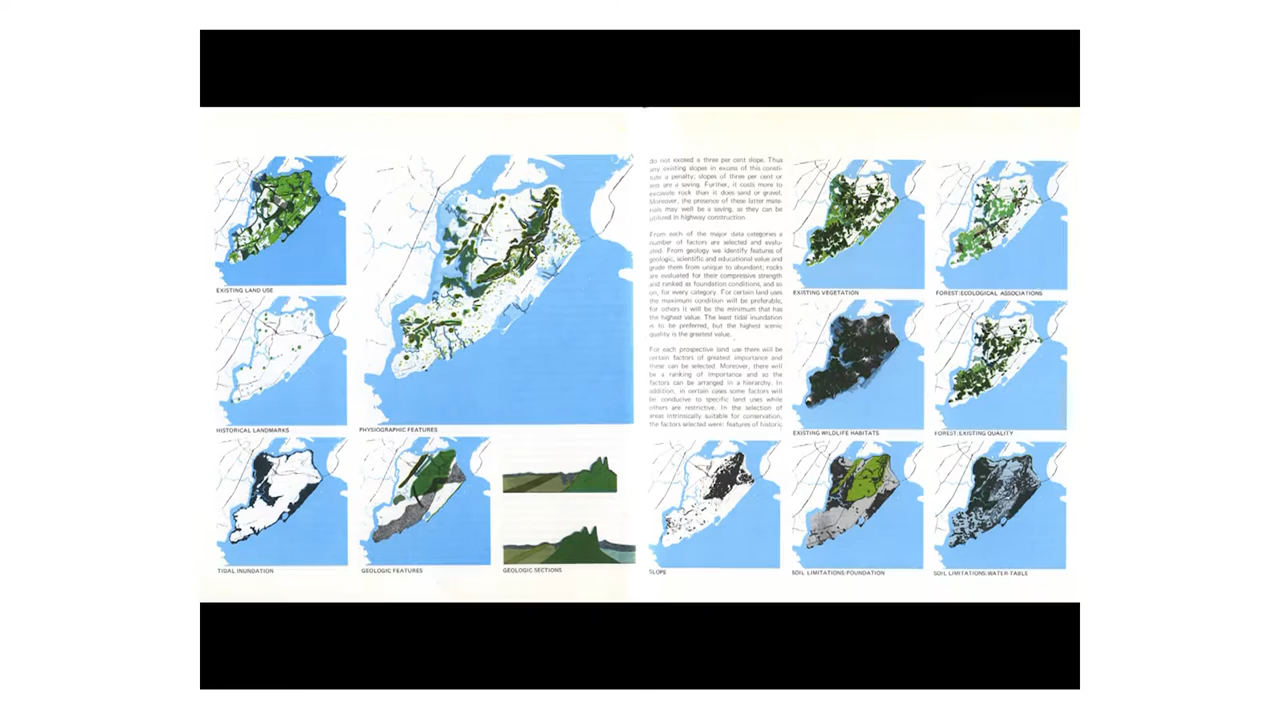 EXISTING LAND USE
HISTORICAL LANDMARKS
PHYSIOGRAPHIC FEATURES
TIDAL INUNDATION
GEOLOGIC FEATURES
GEOLOGIC SECTIONS
do not exceed a three per cent slope. Thus
any existing slopes in excess of this consti-
tute a penalty; slopes of three per cent or
less are a saving. Further, it costs more to
excavate rock than it does sand or gravel.
Moreover, the presence of these latter mate-
rials may well be a saving, as they can be
utilized in highway construction.
From each of the major data categories a
number of factors are selected and evalu-
ated. From geology we identify features of
geologic, scientific and educational value and
grade them from unique to abundant; rocks
are evaluated for their compressive strength
and ranked as foundation conditions, and so
on, for every category. For certain land uses
the maximum condition will be preferable,
for others it will be the minimum that has
the highest value. The least tidal inundation
is to be preferred, but the highest scenic
quality is the greatest value.
For each prospective land use there will be
certain factors of greatest importance and
these can be selected. Moreover, there will
be a ranking of importance and so the
factors can be arranged in a hierarchy. In
addition, in certain cases some factors will
be conducive to specific land uses while
others are restrictive. In the selection of
areas intrinsically suitable for conservation,
the factors selected were: features of historic
EXISTING VEGETATION
FOREST: ECOLOGICAL ASSOCIATIONS
EXISTING WILDLIFE HABITATS
FOREST: EXISTING QUALITY
SLOPE
SOIL LIMITATIONS: FOUNDATION
SOIL LIMITATIONS: WATER-TABLE